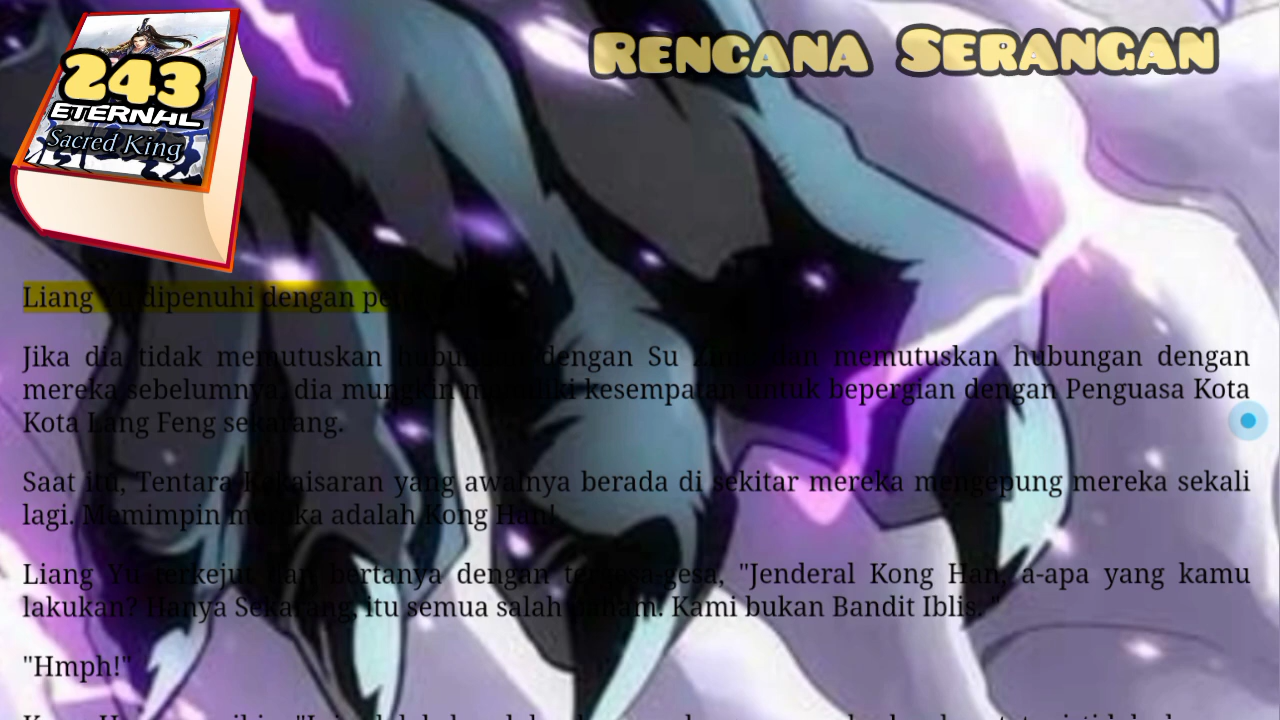 243
ETERNAL
Sacred King
RENCANA SERANGAN
Liang Yu dipenuhi dengan
Jika dia tidak memutuskan hubungan dengan Su dan memutuskan hubungan dengan
mereka sebelumnya, dia mungkin memiliki kesempatan untuk bepergian dengan Penguasa Kota
Kota Lang Feng sekarang.
Saat itu, Tentara Kekaisaran yang awalnya berada di sekitar mereka mengepung mereka sekali
lagi. Memimpin mereka adalah Kong Han!
Liang Yu terkejut dan bertanya dengan tergesa-gesa, "Jenderal Kong Han, a-apa yang kamu
lakukan? Hanya Sekarang, itu semua salah paham. Kami bukan Bandit Iblis. "
"Hmph!"